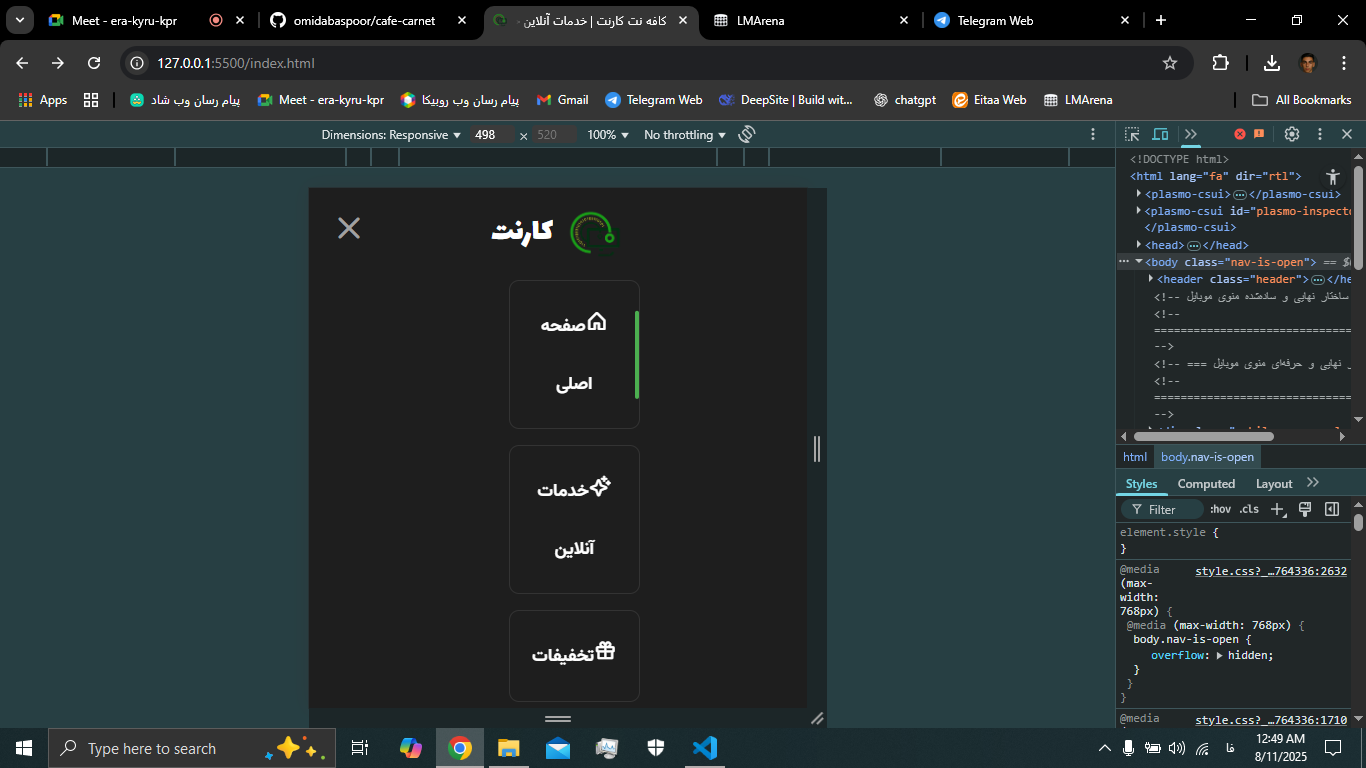 Meet - era-kyru-kpr
omidabaspoor/cafe-carnet
کافه نت کارنت | خدمات آنلاین
LMArena
Telegram Web
127.0.0.1:5500/index.html
Apps
پیام رسان وب شاد
Meet - era-kyru-kpr
پیام رسان وب روبیکا
Gmail
Telegram Web
DeepSite | Build wit...
chatgpt
Eitaa Web
LMArena
All Bookmarks
Dimensions: Responsive
498
×
520
100%
No throttling
کارنت
صفحه
اصلی
خدمات
آنلاین
تخفیفات
<!DOCTYPE html>
<html lang="fa" dir="rtl">
<plasmo-csui>…</plasmo-csui>
<plasmo-csui id="plasmo-inspecto
</plasmo-csui>
<head>…</head>
<body class="nav-is-open"> == $
<header class="header">…</he
<!-- ساختار نهایی و ساده‌شده منوی موبایل
<!--
==============================
-->
<!-- === ر نهایی و حرفه‌ای منوی موبایل
<!--
==============================
-->
html
body.nav-is-open
Styles
Computed
Layout
Filter
:hov
.cls
element.style {
}
@media
(max-
width:
768px) {
style.css?_…764336:2632
@media (max-width: 768px) {
body.nav-is-open {
overflow: hidden;
}
}
}
@media
style.css?_…764336:1710
Type here to search
فا
12:49 AM
8/11/2025